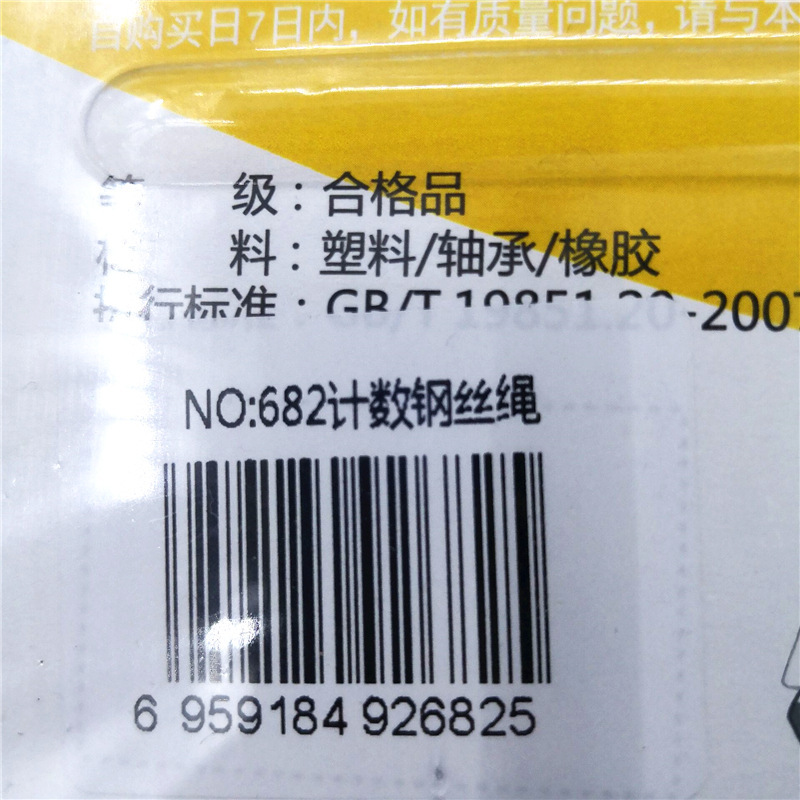 自购买日7日内，如有质量问题，请与本
等 级：合格品
材 料：塑料/轴承/橡胶
执行标准：GB/T 19851.20-2007
NO:682计数钢丝绳
6 959184 926825